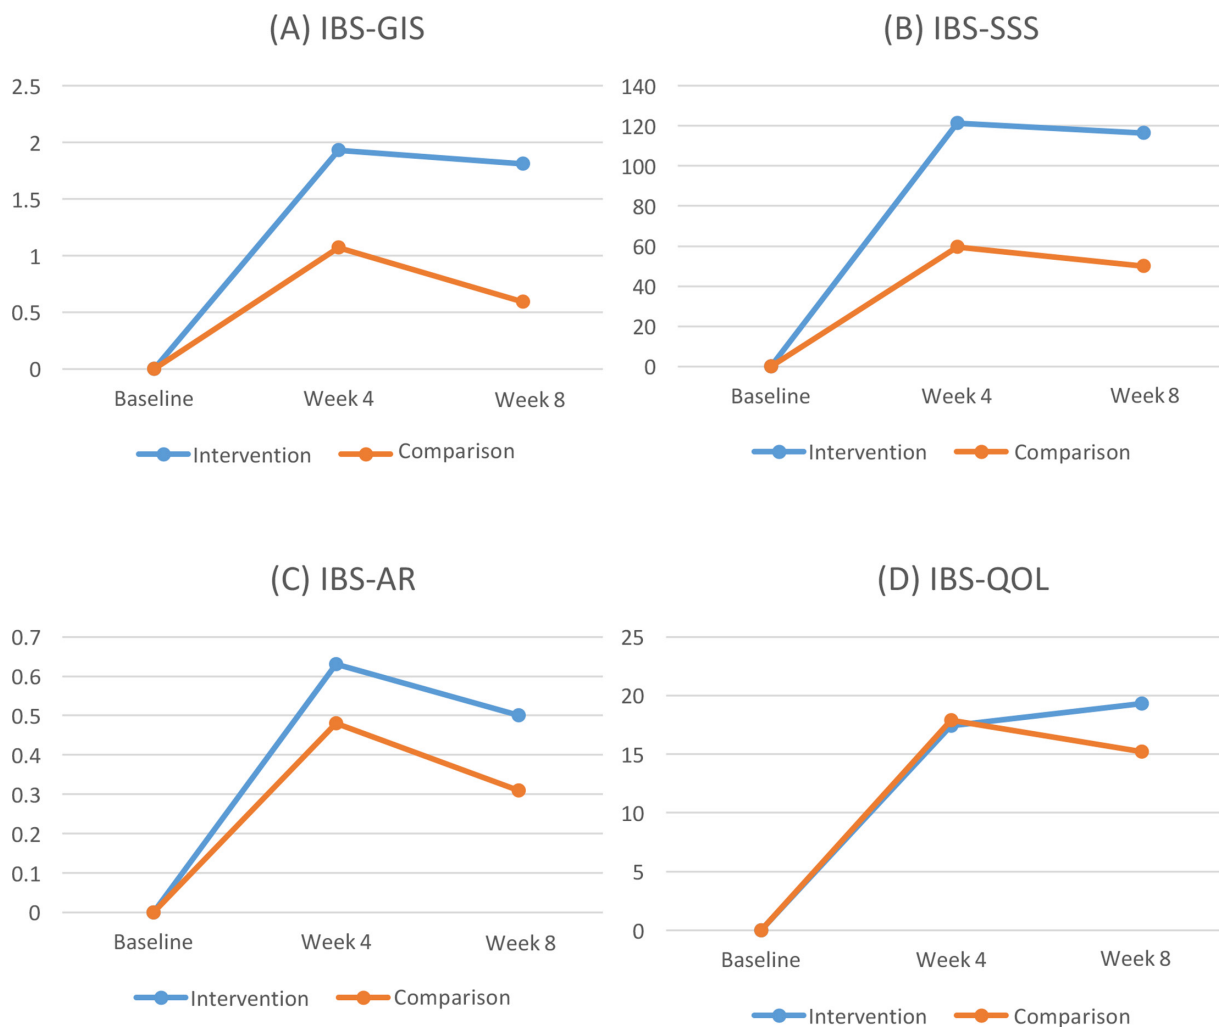 (A) IBS-GIS
2.5
2
1.5
1
0.5
0
Baseline Week 4 Week 8
Intervention Comparison
(B) IBS-SSS
140
120
100
80
60
40
20
0
Baseline Week 4 Week 8
Intervention Comparison
(C) IBS-AR
0.7
0.6
0.5
0.4
0.3
0.2
0.1
0
Baseline Week 4 Week 8
Intervention Comparison
(D) IBS-QOL
25
20
15
10
5
0
Baseline Week 4 Week 8
Intervention Comparison